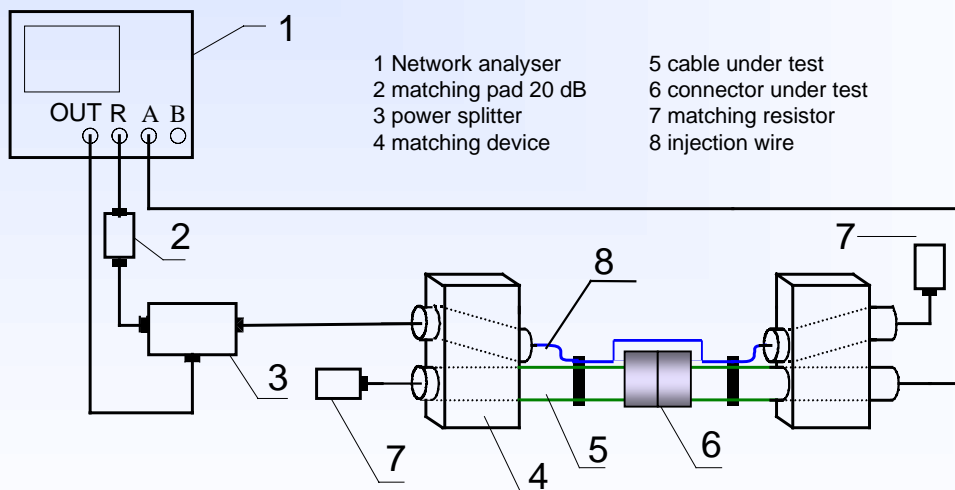 1
1 Network analyser
2 matching pad 20 dB
3 power splitter
4 matching device
5 cable under test
6 connector under test
7 matching resistor
8 injection wire
OUT R A B
2
7
8
3
7
4
5
6